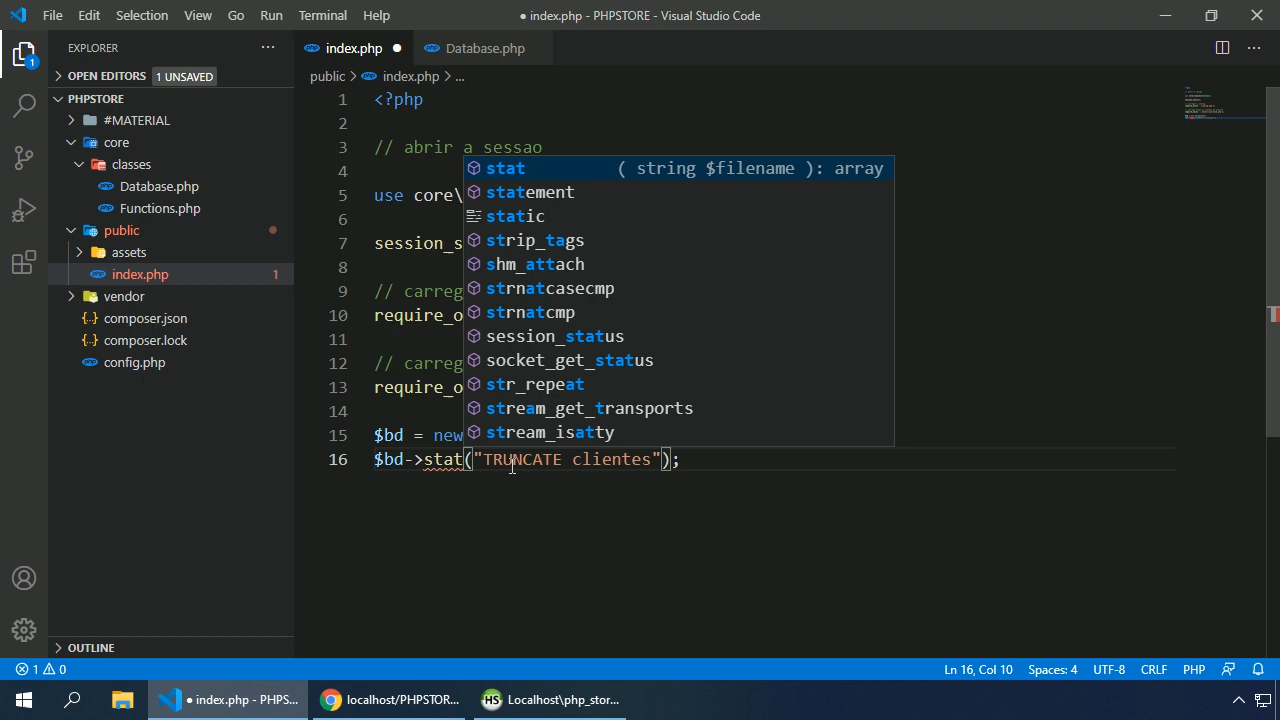 File Edit Selection View Go Run Terminal Help
● index.php - PHPSTORE - Visual Studio Code
EXPLORER
index.php
Database.php
OPEN EDITORS 1 UNSAVED
public > index.php > ...
PHPSTORE
#MATERIAL
core
classes
Database.php
Functions.php
public
assets
index.php 1
vendor
composer.json
composer.lock
config.php
OUTLINE
1
1 <?php
2
3 // abrir a sessao
4
5 use core\
6
7 session_s
8
9 // carreg
10 require_o
11
12 // carreg
13 require_o
14
15 $bd = new
16 $bd->stat("TRUNCATE clientes");
stat ( string $filename ): array
statement
static
strip_tags
shm_attach
strnatcasecmp
strnatcmp
session_status
socket_get_status
str_repeat
stream_get_transports
stream_isatty
1 0
Ln 16, Col 10 Spaces: 4 UTF-8 CRLF PHP
● index.php - PHPS...
localhost/PHPSTOR...
HS Localhost\php_stor...